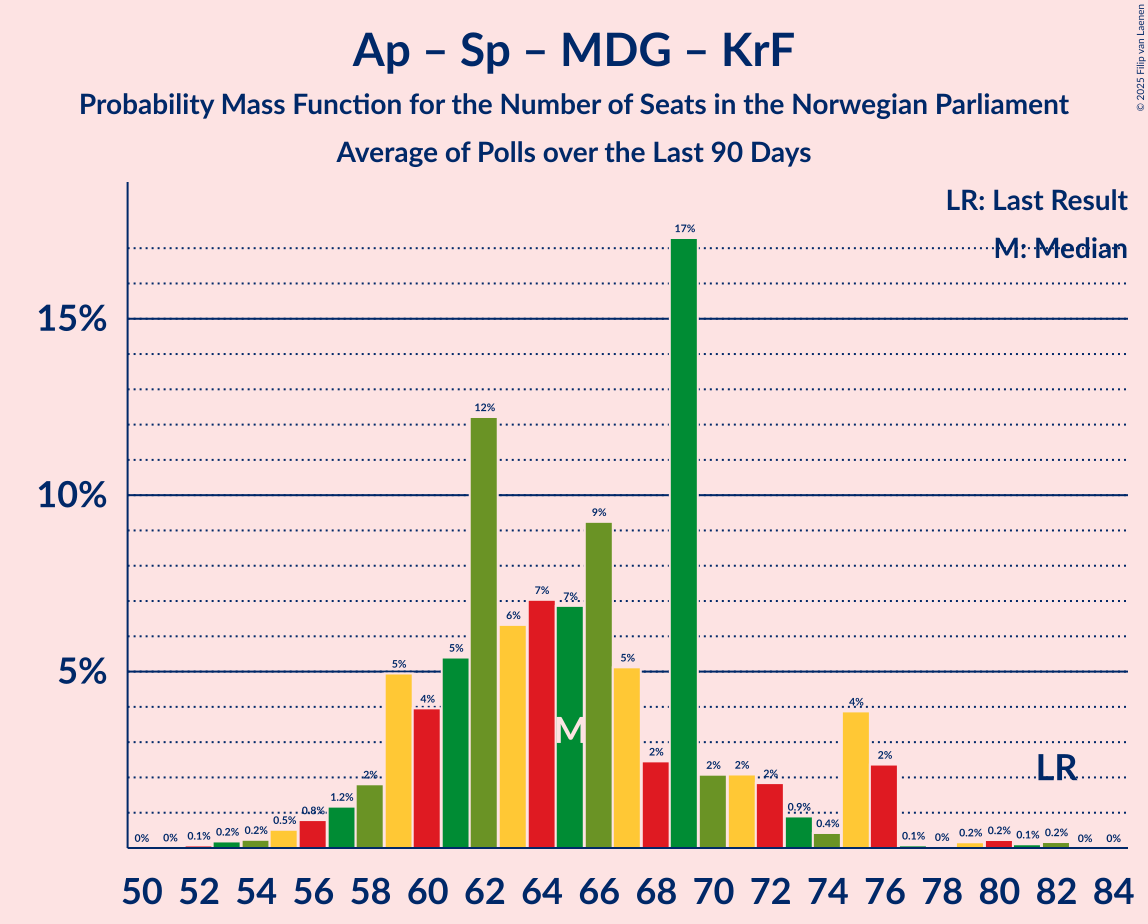 Ap – Sp – MDG – KrF
Probability Mass Function for the Number of Seats in the Norwegian Parliament
Average of Polls over the Last 90 Days
© 2025 Filip van Laenen
LR: Last Result
M: Median
15%
10%
5%
0% 0% 0.1% 0.2% 0.2% 0.5% 0.8% 1.2% 2% 5% 4% 5% 12% 6% 7% 7% 9% 5% 2% 17% 2% 2% 2% 0.9% 0.4% 4% 2% 0.1% 0% 0.2% 0.2% 0.1% 0.2% 0% 0%
M
LR
50 52 54 56 58 60 62 64 66 68 70 72 74 76 78 80 82 84